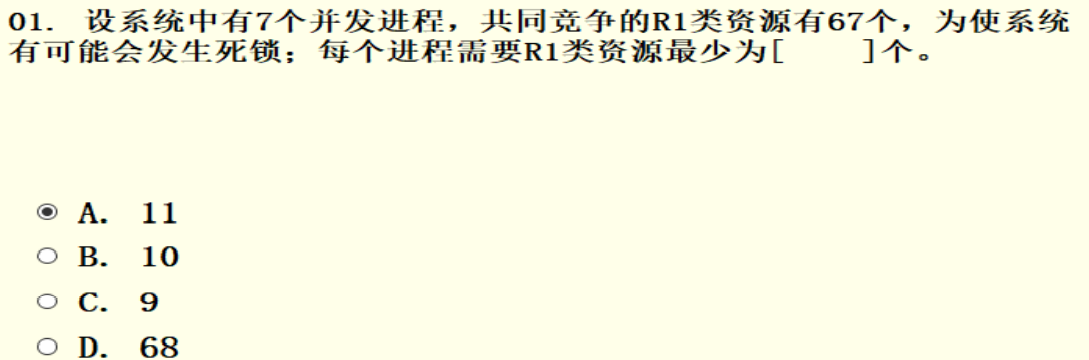 01. 设系统中有7个并发进程，共同竞争的R1类资源有67个，为使系统
有可能会发生死锁；每个进程需要R1类资源最少为[    ]个。
A. 11
B. 10
C. 9
D. 68